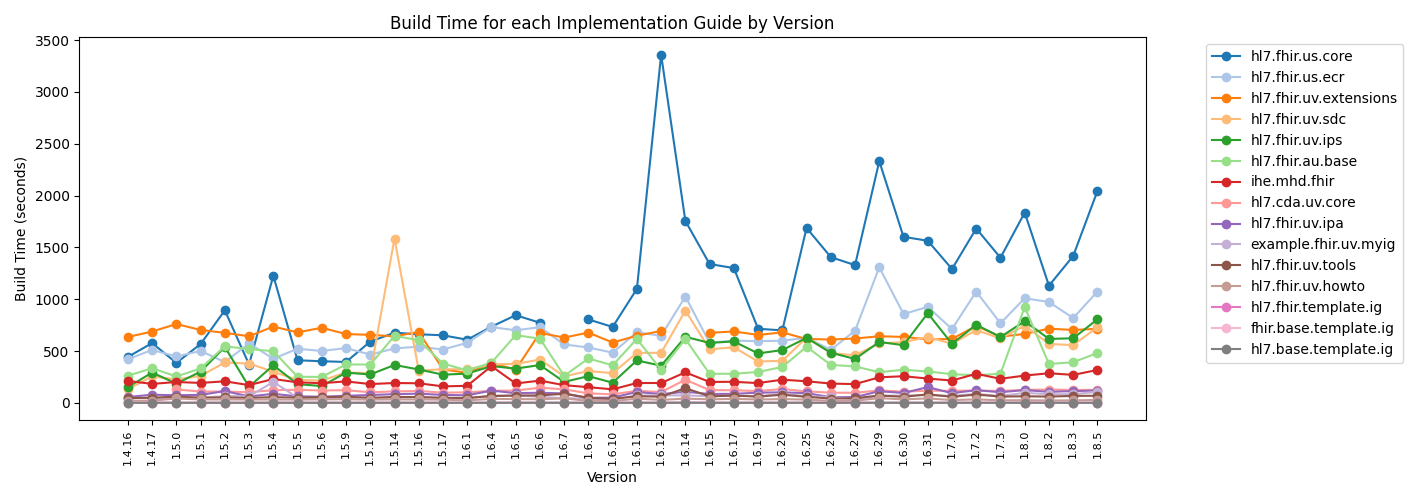 Build Time for each Implementation Guide by Version
Build Time (seconds)
3500
3000
2500
2000
1500
1000
500
0
1.4.16
1.4.17
1.5.0
1.5.1
1.5.2
1.5.3
1.5.4
1.5.5
1.5.6
1.5.9
1.5.10
1.5.14
1.5.16
1.5.17
1.6.1
1.6.4
1.6.5
1.6.6
1.6.7
1.6.8
1.6.10
1.6.11
1.6.12
1.6.14
1.6.15
1.6.17
1.6.19
1.6.20
1.6.25
1.6.26
1.6.27
1.6.29
1.6.30
1.6.31
1.7.0
1.7.2
1.7.3
1.8.0
1.8.2
1.8.3
1.8.5
Version
hl7.fhir.us.core
hl7.fhir.us.ecr
hl7.fhir.uv.extensions
hl7.fhir.uv.sdc
hl7.fhir.uv.ips
hl7.fhir.au.base
ihe.mhd.fhir
hl7.cda.uv.core
hl7.fhir.uv.ipa
example.fhir.uv.myig
hl7.fhir.uv.tools
hl7.fhir.uv.howto
hl7.fhir.template.ig
fhir.base.template.ig
hl7.base.template.ig